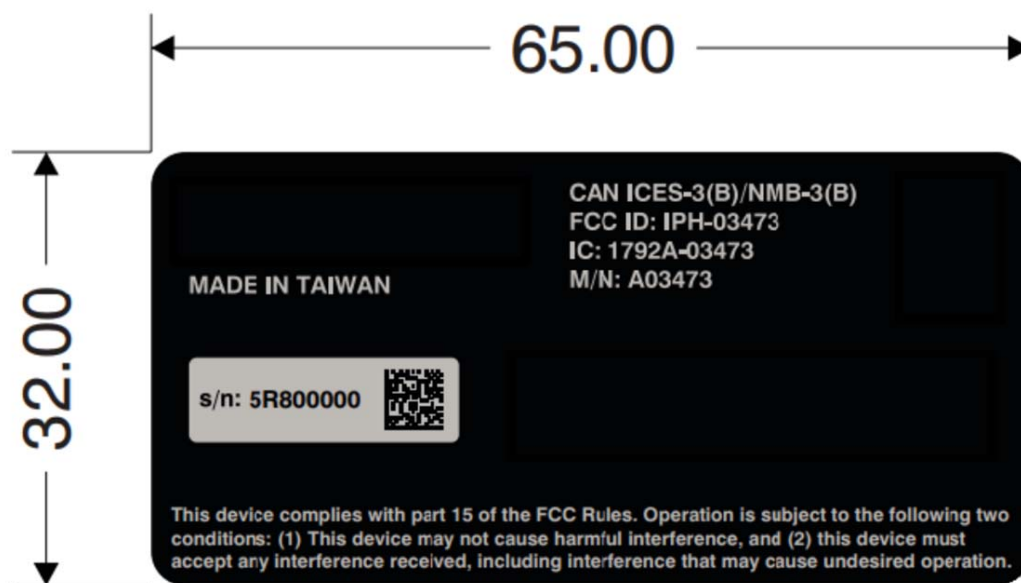 65.00
32.00
CAN ICES-3(B)/NMB-3(B)
FCC ID: IPH-03473
IC: 1792A-03473
M/N: A03473
MADE IN TAIWAN
s/n: 5R800000
This device complies with part 15 of the FCC Rules. Operation is subject to the following two
conditions: (1) This device may not cause harmful interference, and (2) this device must
accept any interference received, including interference that may cause undesired operation.